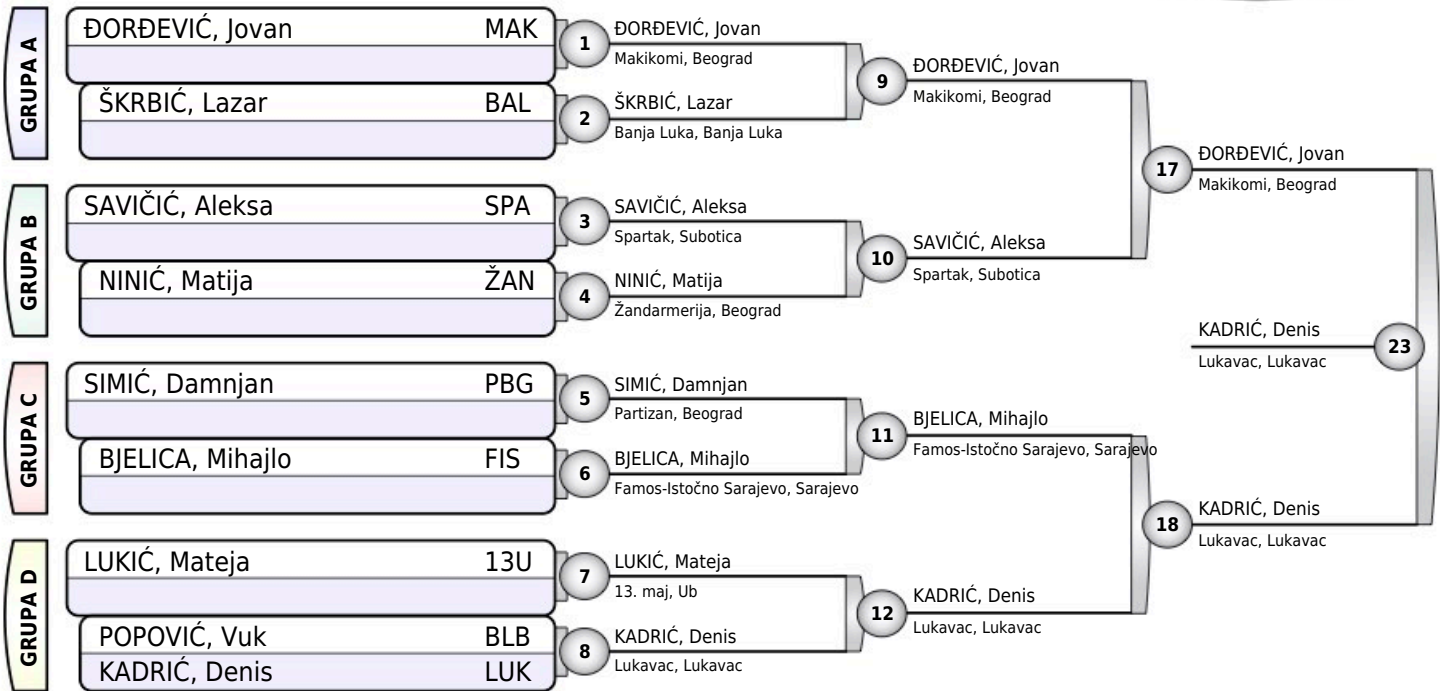 GRUPA A
ĐORĐEVIĆ, Jovan MAK
ŠKRBIĆ, Lazar BAL
GRUPA B
SAVIČIĆ, Aleksa SPA
NINIĆ, Matija ŽAN
GRUPA C
SIMIĆ, Damnjan PBG
BJELICA, Mihajlo FIS
GRUPA D
LUKIĆ, Mateja 13U
POPOVIĆ, Vuk BLB
KADRIĆ, Denis LUK
1 ĐORĐEVIĆ, Jovan
Makikomi, Beograd
2 ŠKRBIĆ, Lazar
Banja Luka, Banja Luka
3 SAVIČIĆ, Aleksa
Spartak, Subotica
4 NINIĆ, Matija
Žandarmerija, Beograd
5 SIMIĆ, Damnjan
Partizan, Beograd
6 BJELICA, Mihajlo
Famos-Istočno Sarajevo, Sarajevo
7 LUKIĆ, Mateja
13. maj, Ub
8 KADRIĆ, Denis
Lukavac, Lukavac
9 ĐORĐEVIĆ, Jovan
Makikomi, Beograd
10 SAVIČIĆ, Aleksa
Spartak, Subotica
11 BJELICA, Mihajlo
Famos-Istočno Sarajevo, Sarajevo
12 KADRIĆ, Denis
Lukavac, Lukavac
17 ĐORĐEVIĆ, Jovan
Makikomi, Beograd
18 KADRIĆ, Denis
Lukavac, Lukavac
KADRIĆ, Denis 23
Lukavac, Lukavac